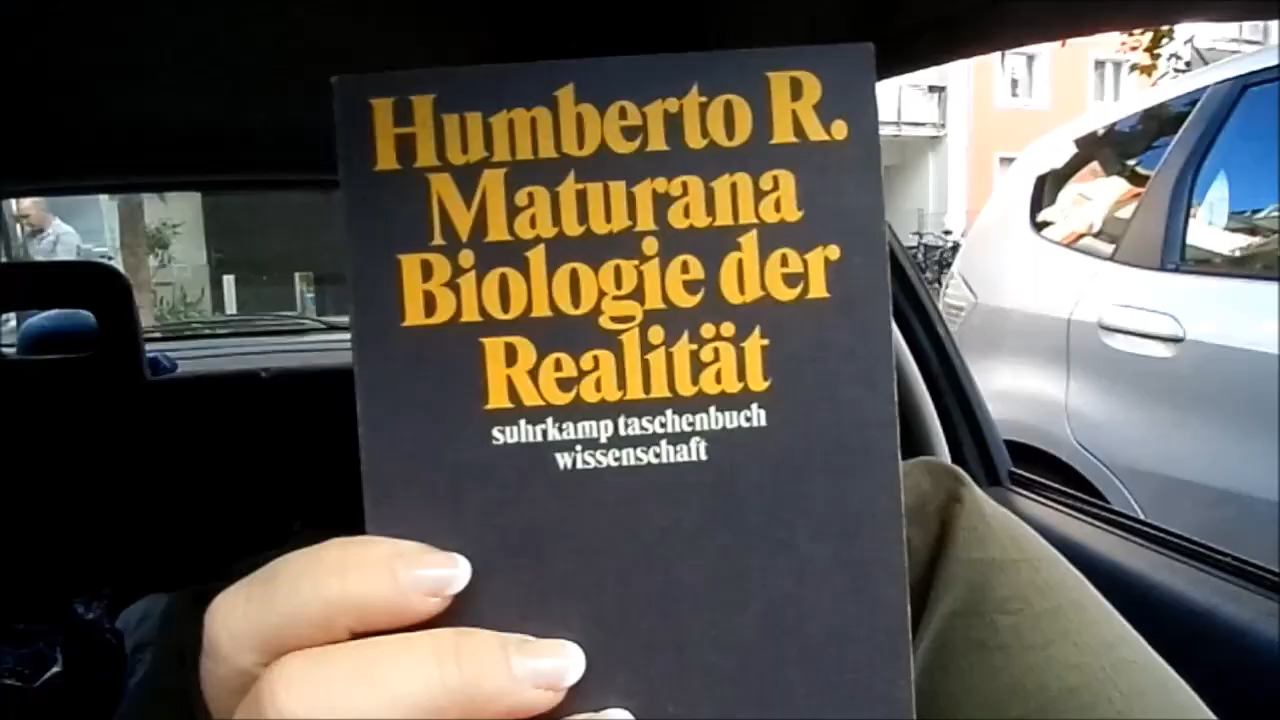 Humberto R.
Maturana
Biologie der
Realität
suhrkamp taschenbuch
wissenschaft